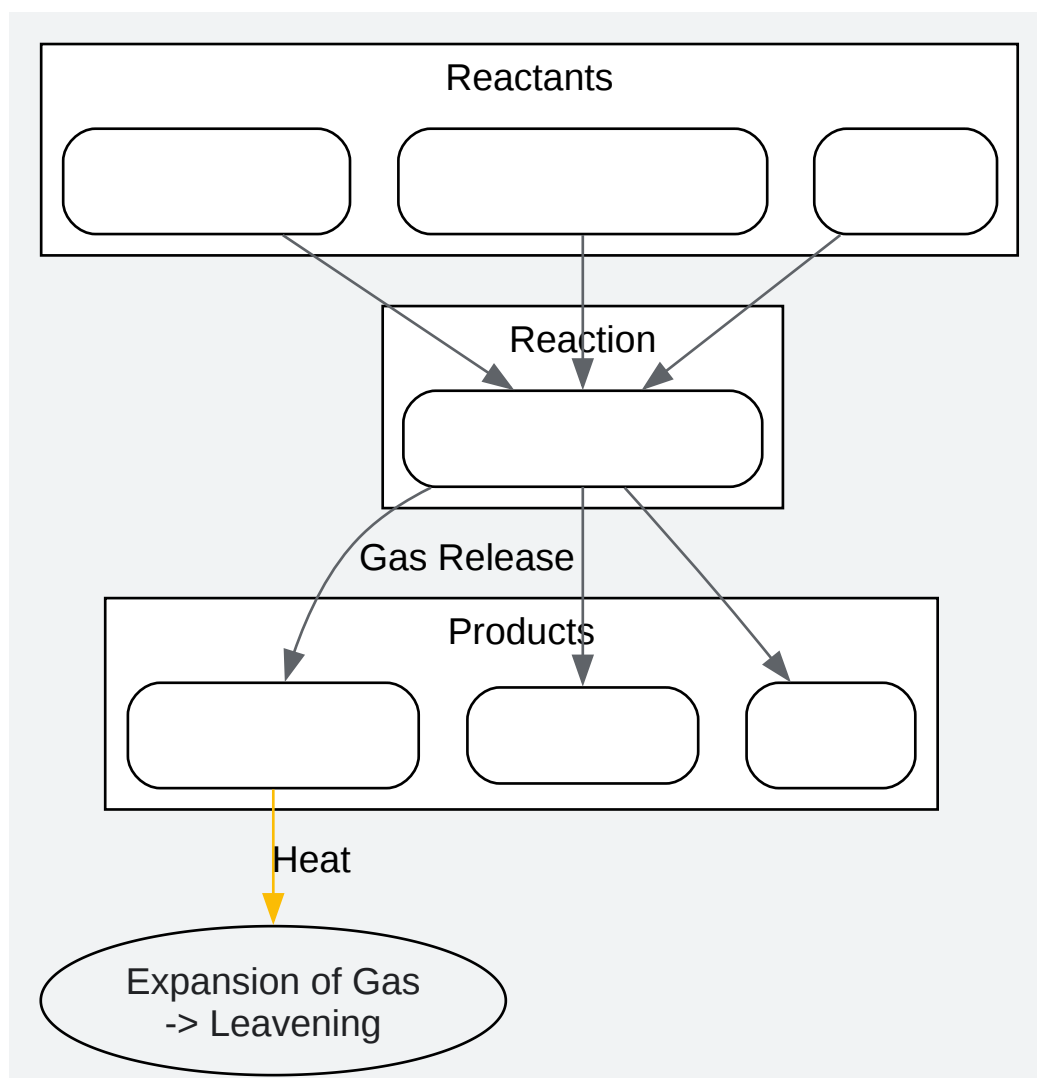 Reactants
Reaction
Gas Release
Products
Heat
Expansion of Gas
-> Leavening